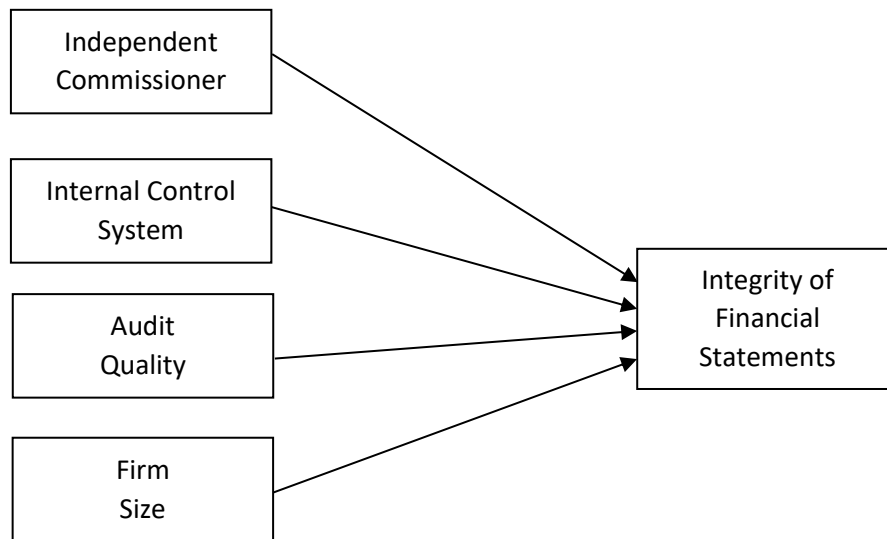 Independent
Commissioner
Internal Control
System
Audit
Quality
Firm
Size
Integrity of
Financial
Statements